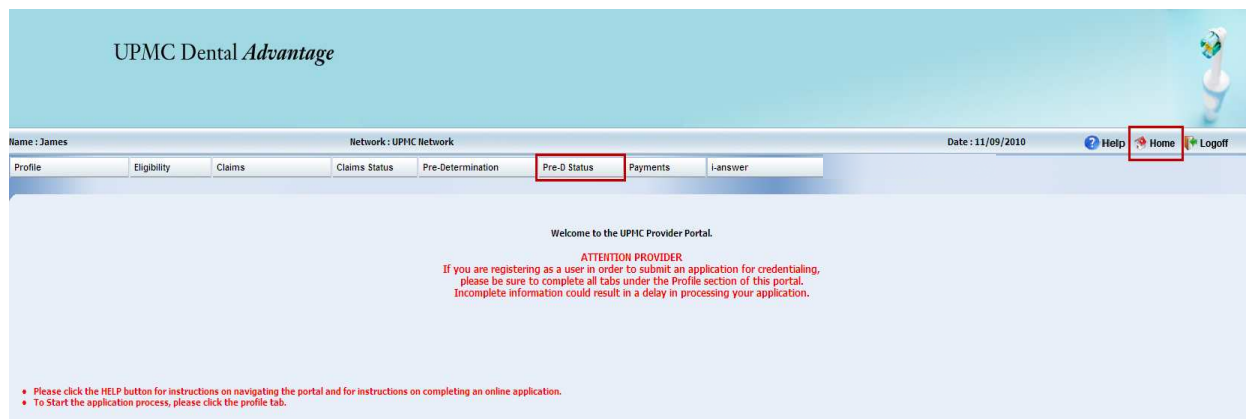 UPMC Dental Advantage
Name : James Network : UPMC Network Date : 11/09/2010 Help Home Logoff
Profile Eligibility Claims Claims Status Pre-Determination Pre-D Status Payments i-answer
Welcome to the UPMC Provider Portal.
ATTENTION PROVIDER
If you are registering as a user in order to submit an application for credentialing,
please be sure to complete all tabs under the Profile section of this portal.
Incomplete information could result in a delay in processing your application.
• Please click the HELP button for instructions on navigating the portal and for instructions on completing an online application.
• To Start the application process, please click the profile tab.